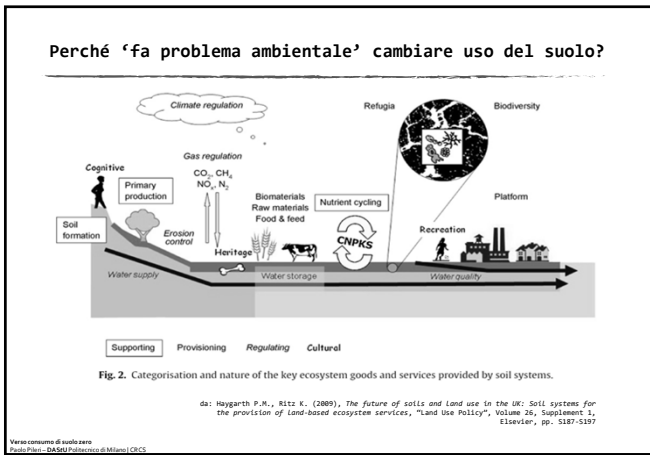 Perché ‘fa problema ambientale’ cambiare uso del suolo?
Climate regulation
Refugia
Biodiversity
Gas regulation
Cognitive
CO2, CH4
NOx, N2
Primary
production
Biomaterials
Raw materials
Food & feed
Nutrient cycling
Platform
Soil
formation
Erosion
control
Heritage
CNPKS
Recreation
Water supply
Water storage
Water quality
Supporting Provisioning Regulating Cultural
Fig. 2. Categorisation and nature of the key ecosystem goods and services provided by soil systems.
da: Haygarth P.M., Ritz K. (2009), The future of soils and land use in the UK: Soil systems for
the provision of land-based ecosystem services, “Land Use Policy”, Volume 26, Supplement 1,
Elsevier, pp. S187-S197
Verso consumo di suolo zero
Paolo Pileri – DAStU Politecnico di Milano | CRCS